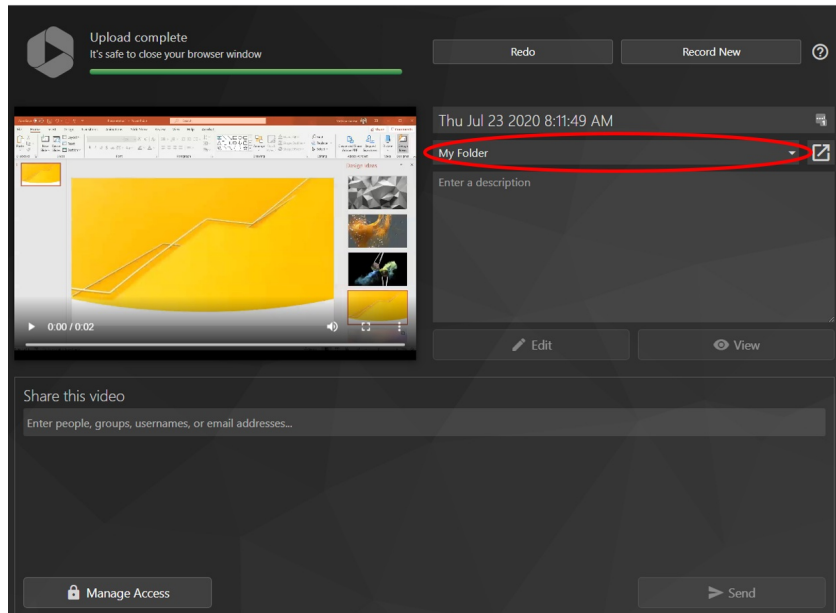 Upload complete
It's safe to close your browser window
Redo
Record New
Thu Jul 23 2020 8:11:49 AM
My Folder
Enter a description
Design Ideas
0:00 / 0:02
Edit
View
Share this video
Enter people, groups, usernames, or email addresses...
Manage Access
Send